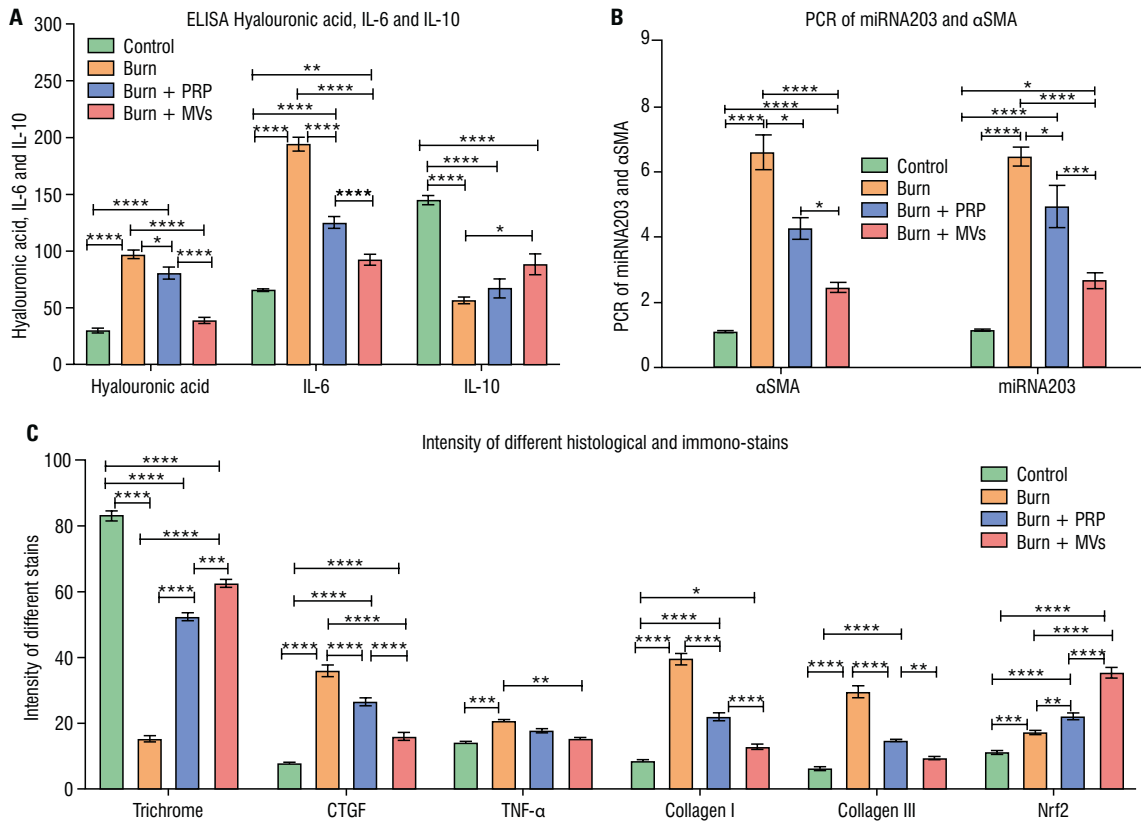 A
ELISA Hyalouronic acid, IL-6 and IL-10
Hyalouronic acid, IL-6 and IL-10
300
250
200
150
100
50
0
Control
Burn
Burn + PRP
Burn + MVs
**
****
****
****
****
****
****
****
****
****
*
****
****
****
****
*
Hyalouronic acid
IL-6
IL-10
B
PCR of miRNA203 and αSMA
PCR of miRNA203 and αSMA
9
6
4
2
0
Control
Burn
Burn + PRP
Burn + MVs
****
****
****
*
*
*
****
****
****
*
***
αSMA
miRNA203
C
Intensity of different histological and immono-stains
Intensity of different stains
100
80
60
40
20
0
Control
Burn
Burn + PRP
Burn + MVs
****
****
****
****
***
****
****
****
****
****
****
****
***
**
*
****
****
****
****
****
****
****
**
****
****
****
****
***
**
Trichrome
CTGF
TNF-α
Collagen I
Collagen III
Nrf2